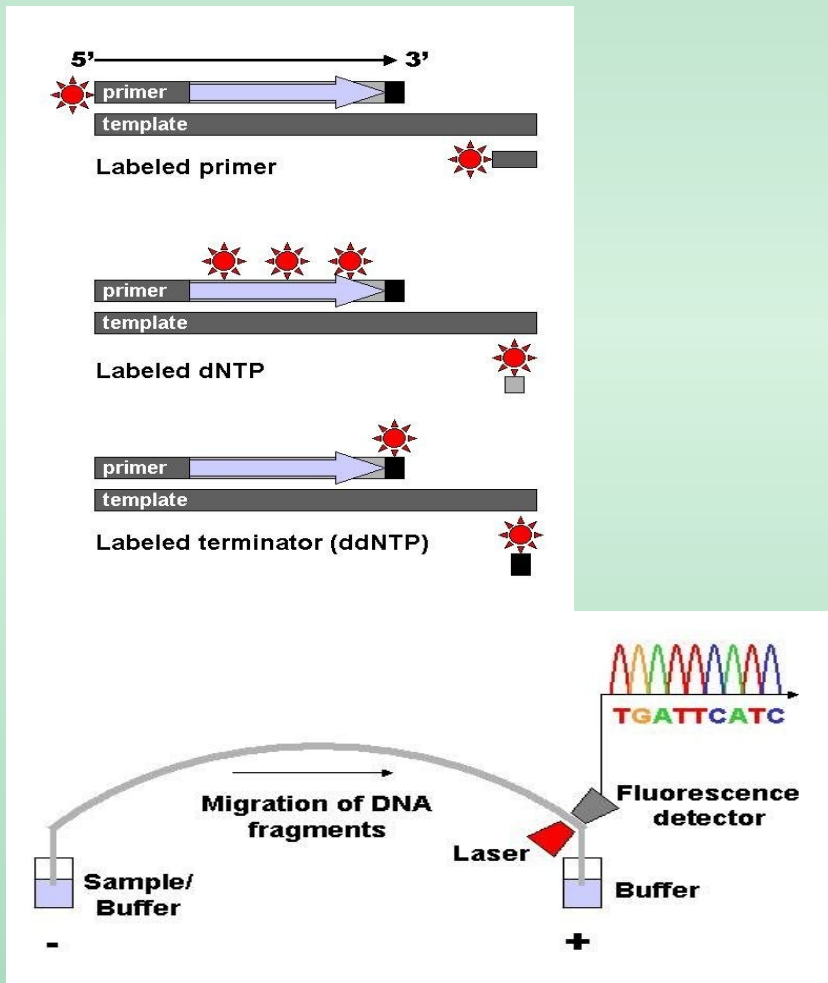 5' 3'
primer
template
Labeled primer
primer
template
Labeled dNTP
primer
template
Labeled terminator (ddNTP)
TGATTCATC
Migration of DNA
fragments
Fluorescence
detector
Laser
Sample/
Buffer
Buffer
- +